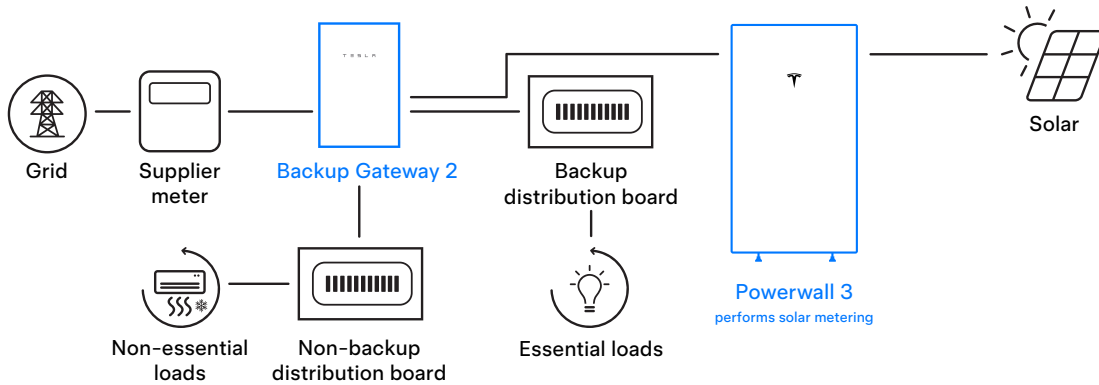 TESLA
Solar
Grid
Supplier
meter
Backup Gateway 2
Backup
distribution board
Powerwall 3
performs solar metering
Non-essential
loads
Non-backup
distribution board
Essential loads